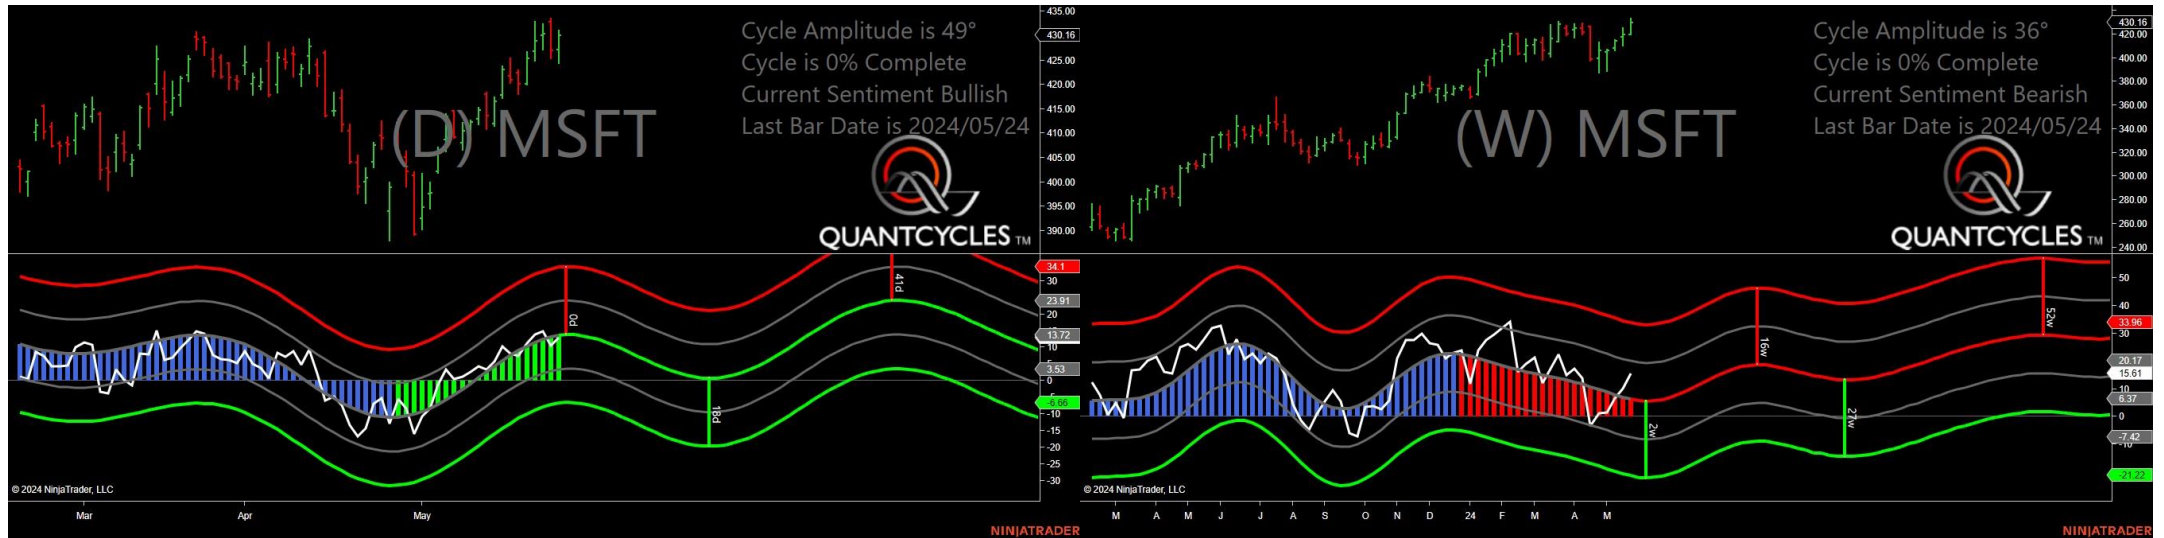 Cycle Amplitude is 49°
Cycle is 0% Complete
Current Sentiment Bullish
Last Bar Date is 2024/05/24
(D) MSFT
QUANTCYCLES TM
435.00
430.16
425.00
420.00
415.00
410.00
405.00
400.00
395.00
390.00
34.1
30
23.91
20
13.72
10
3.53
0
-6.66
-10
-15
-20
-25
-30
0d
18d
41d
© 2024 NinjaTrader, LLC
Mar Apr May
NINJATRADER
Cycle Amplitude is 36°
Cycle is 0% Complete
Current Sentiment Bearish
Last Bar Date is 2024/05/24
(W) MSFT
QUANTCYCLES TM
430.16
420.00
400.00
380.00
360.00
340.00
320.00
300.00
280.00
260.00
240.00
50
40
33.96
30
20.17
15.61
10
6.37
0
-7.42
-21.22
2w
16w
27w
52w
© 2024 NinjaTrader, LLC
M A M J J A S O N D 24 F M A M
NINJATRADER